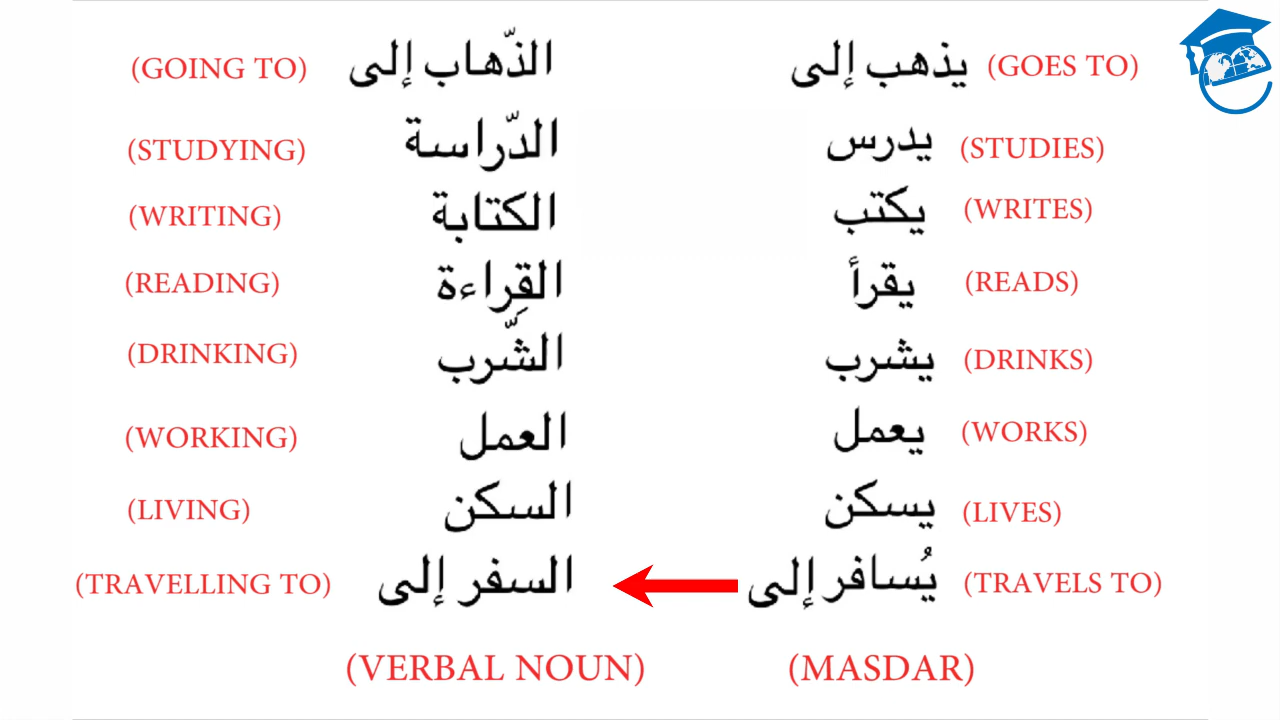 (GOING TO) الذّهاب إلى يذهب إلى (GOES TO)
(STUDYING) الدّراسة يدرس (STUDIES)
(WRITING) الكتابة يكتب (WRITES)
(READING) القِراءة يقرأ (READS)
(DRINKING) الشّرب يشرب (DRINKS)
(WORKING) العمل يعمل (WORKS)
(LIVING) السكن يسكن (LIVES)
(TRAVELLING TO) السفر إلى يُسافر إلى (TRAVELS TO)
(VERBAL NOUN) (MASDAR)